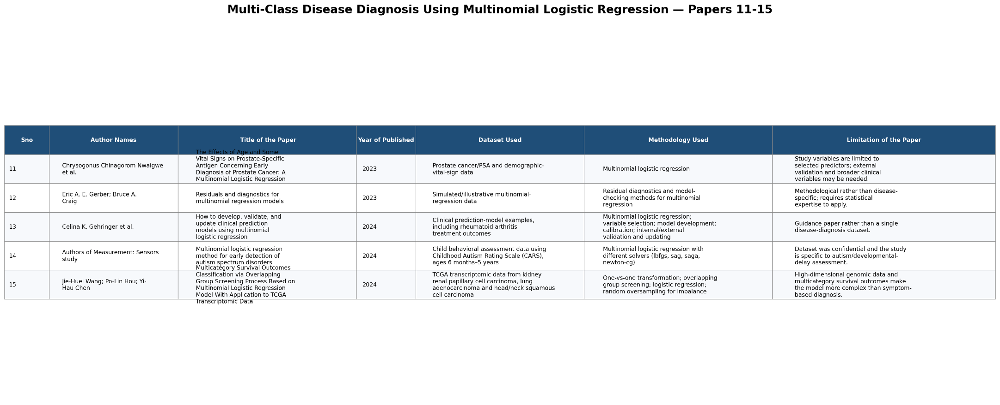 Multi-Class Disease Diagnosis Using Multinomial Logistic Regression — Papers 11-15
Sno
Author Names
Title of the Paper
Year of Published
Dataset Used
Methodology Used
Limitation of the Paper
11
Chrysogonus Chinagorom Nwaigwe
et al.
The Effects of Age and Some
Vital Signs on Prostate-Specific
Antigen Concerning Early
Diagnosis of Prostate Cancer: A
Multinomial Logistic Regression
2023
Prostate cancer/PSA and demographic-
vital-sign data
Multinomial logistic regression
Study variables are limited to
selected predictors; external
validation and broader clinical
variables may be needed.
12
Eric A. E. Gerber; Bruce A.
Craig
Residuals and diagnostics for
multinomial regression models
2023
Simulated/illustrative multinomial-
regression data
Residual diagnostics and model-
checking methods for multinomial
regression
Methodological rather than disease-
specific; requires statistical
expertise to apply.
13
Celina K. Gehringer et al.
How to develop, validate, and
update clinical prediction
models using multinomial
logistic regression
2024
Clinical prediction-model examples,
including rheumatoid arthritis
treatment outcomes
Multinomial logistic regression;
variable selection; model development;
calibration; internal/external
validation and updating
Guidance paper rather than a single
disease-diagnosis dataset.
14
Authors of Measurement: Sensors
study
Multinomial logistic regression
method for early detection of
autism spectrum disorders
2024
Child behavioral assessment data using
Childhood Autism Rating Scale (CARS),
ages 6 months–5 years
Multinomial logistic regression with
different solvers (lbfgs, sag, saga,
newton-cg)
Dataset was confidential and the study
is specific to autism/developmental-
delay assessment.
15
Jie-Huei Wang; Po-Lin Hou; Yi-
Hau Chen
Multicategory Survival Outcomes
Classification via Overlapping
Group Screening Process Based on
Multinomial Logistic Regression
Model With Application to TCGA
Transcriptomic Data
2024
TCGA transcriptomic data from kidney
renal papillary cell carcinoma, lung
adenocarcinoma and head/neck squamous
cell carcinoma
One-vs-one transformation; overlapping
group screening; logistic regression;
random oversampling for imbalance
High-dimensional genomic data and
multicategory survival outcomes make
the model more complex than symptom-
based diagnosis.